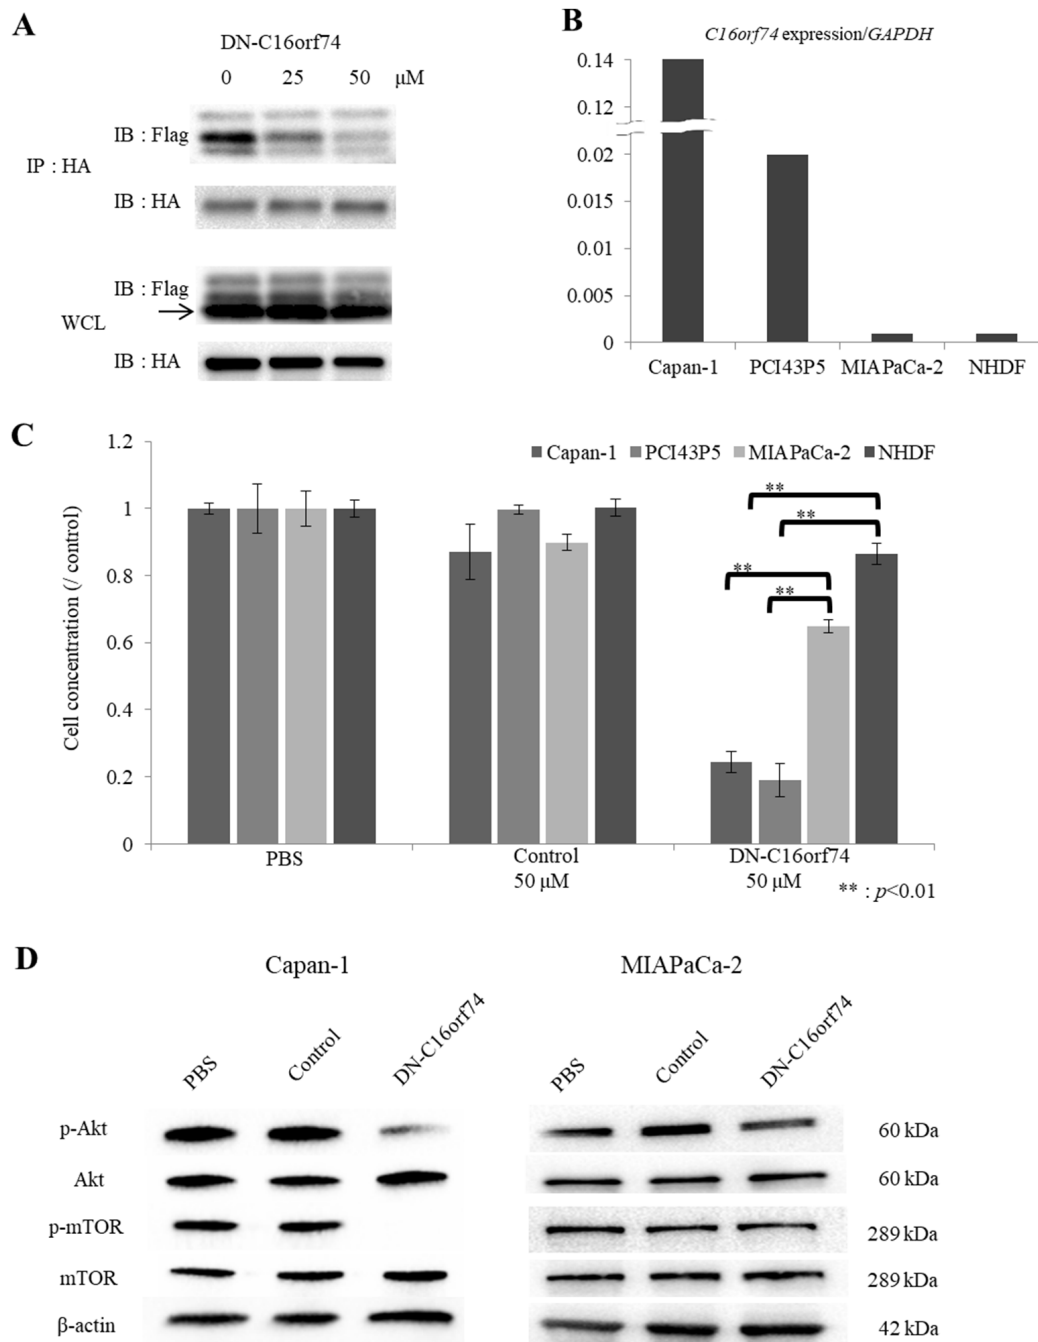 A
DN-C16orf74
0 25 50 μM
IB : Flag
IP : HA
IB : HA
IB : Flag
WCL
IB : HA
B
C16orf74 expression/GAPDH
0.14
0.12
0.02
0.015
0.01
0.005
0
Capan-1 PCI43P5 MIAPaCa-2 NHDF
C
Cell concentration (/ control)
1.2
1
0.8
0.6
0.4
0.2
0
Capan-1 PCI43P5 MIAPaCa-2 NHDF
**
**
**
**
PBS Control DN-C16orf74
50 μM 50 μM
** : p<0.01
D
Capan-1 MIAPaCa-2
PBS Control DN-C16orf74 PBS Control DN-C16orf74
p-Akt 60 kDa
Akt 60 kDa
p-mTOR 289 kDa
mTOR 289 kDa
β-actin 42 kDa